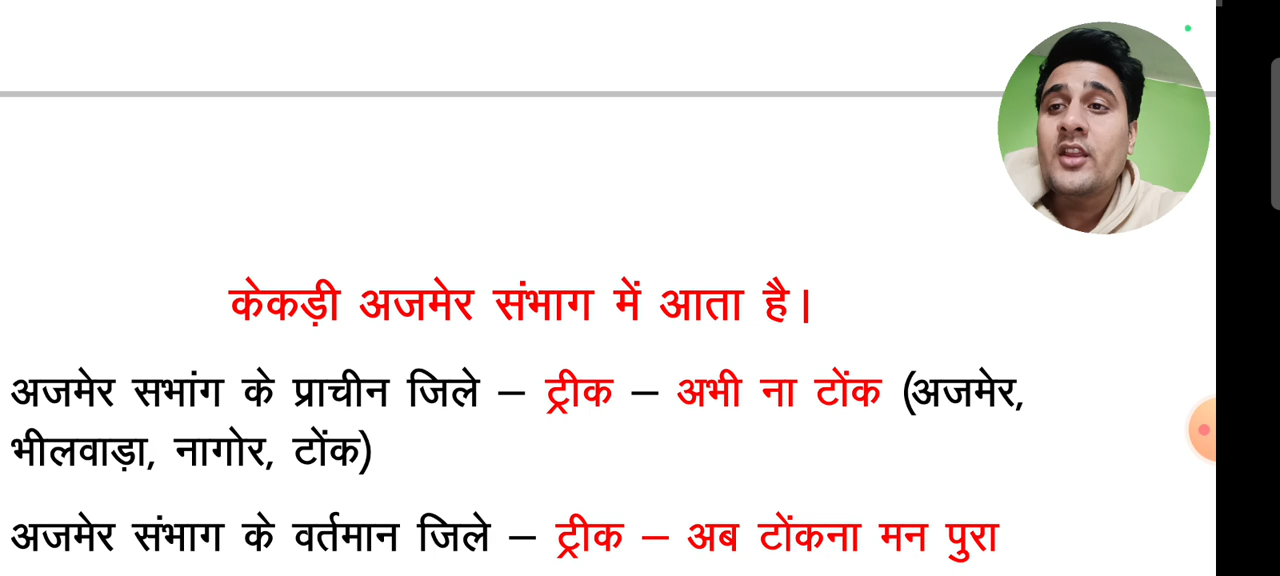 केकड़ी अजमेर संभाग में आता है।
अजमेर सभांग के प्राचीन जिले – ट्रीक – अभी ना टोंक (अजमेर,
भीलवाड़ा, नागोर, टोंक)
अजमेर संभाग के वर्तमान जिले – ट्रीक – अब टोंकना मन पुरा